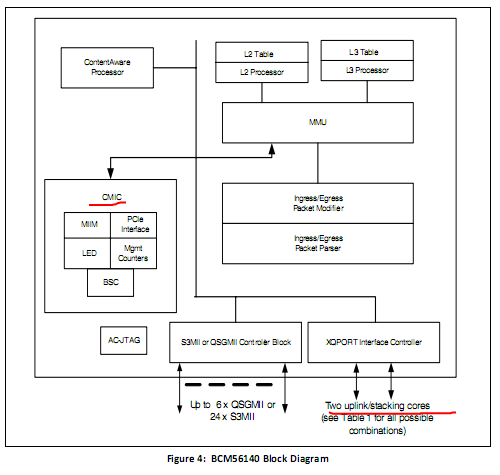 ContentAware
Processor
L2 Table
L2 Processor
L3 Table
L3 Processor
MMU
CMIC
MIIM
PCIe
Interface
LED
Mgmt
Counters
BSC
Ingress/Egress
Packet Modifier
Ingress/Egress
Packet Parser
AC-JTAG
S3MII or QSGMII Controler Block
XQPORT Interface Controller
Up to 6 x QSGMII or
24 x S3MII
Two uplink/stacking cores
(see Table 1 for all possible
combinations)
Figure 4: BCM56140 Block Diagram